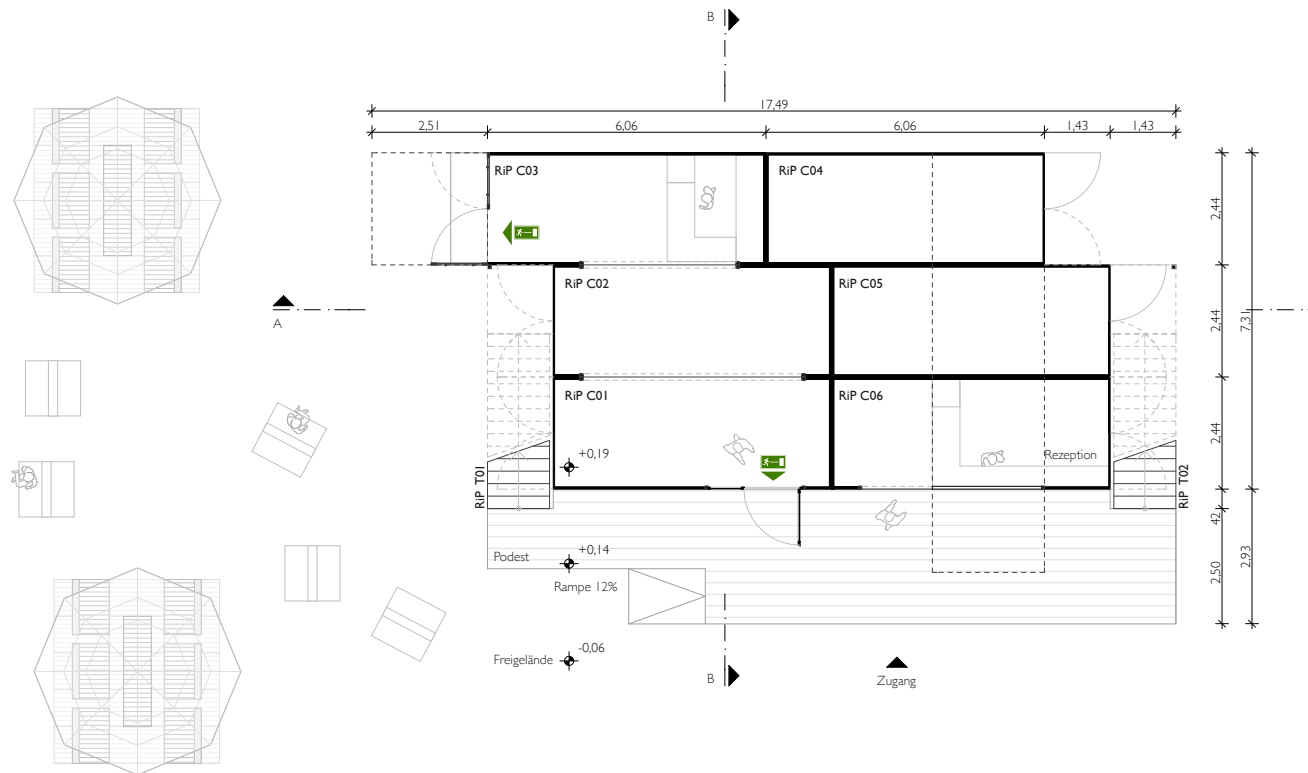 B
17,49
2,51
6,06
6,06
1,43
1,43
RiP C03
RiP C04
2,44
A
RiP C02
RiP C05
2,44
7,31
RiP C01
RiP C06
2,44
+0,19
Rezeption
RiP T01
RiP T02
42
Podest
+0,14
2,50
2,93
Rampe 12%
Freigelände
-0,06
B
Zugang